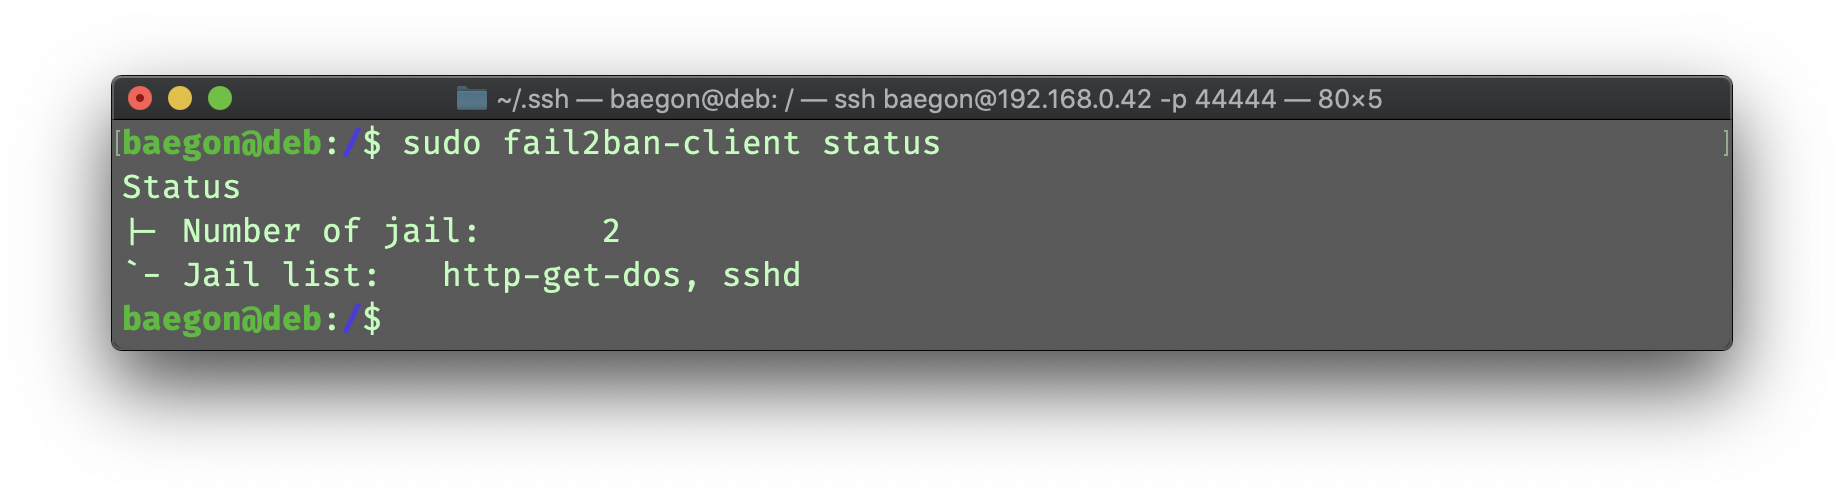 ~/.ssh — baegon@deb: / — ssh baegon@192.168.0.42 -p 44444 — 80×5
[baegon@deb:/$ sudo fail2ban-client status ]
Status
|- Number of jail:      2
`- Jail list:   http-get-dos, sshd
baegon@deb:/$